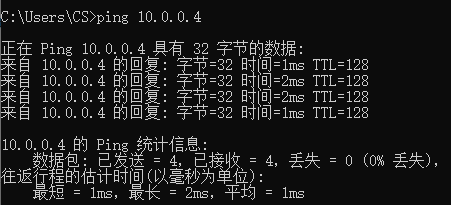 C:\Users\CS>ping 10.0.0.4
正在 Ping 10.0.0.4 具有 32 字节的数据:
来自 10.0.0.4 的回复: 字节=32 时间=1ms TTL=128
来自 10.0.0.4 的回复: 字节=32 时间=2ms TTL=128
来自 10.0.0.4 的回复: 字节=32 时间=2ms TTL=128
来自 10.0.0.4 的回复: 字节=32 时间=1ms TTL=128
10.0.0.4 的 Ping 统计信息:
数据包: 已发送 = 4，已接收 = 4，丢失 = 0 (0% 丢失)，
往返行程的估计时间(以毫秒为单位):
最短 = 1ms，最长 = 2ms，平均 = 1ms